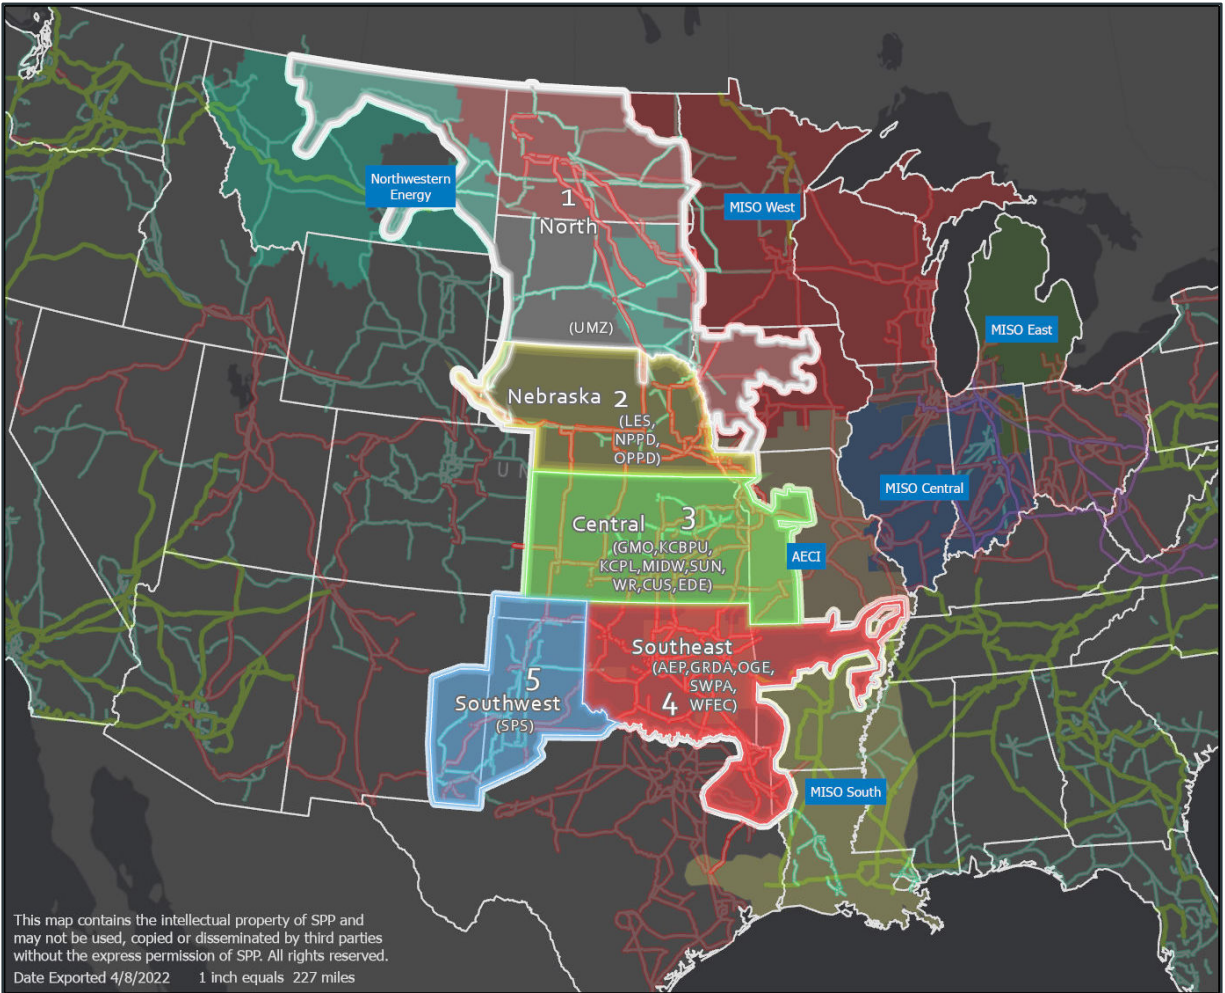 Northwestern
Energy
1
North
MISO West
MISO East
(UMZ)
Nebraska 2
(LES,
NPPD,
OPPD)
UN
MISO Central
Central 3
(GMO,KCBPU,
KCPL,MIDW,SUN,
WR,CUS,EDE)
AECI
Southeast
(AEP,GRDA,OGE,
SWPA,
4 WFEC)
5
Southwest
(SPS)
MISO South
This map contains the intellectual property of SPP and
may not be used, copied or disseminated by third parties
without the express permission of SPP. All rights reserved.
Date Exported 4/8/2022 1 inch equals 227 miles